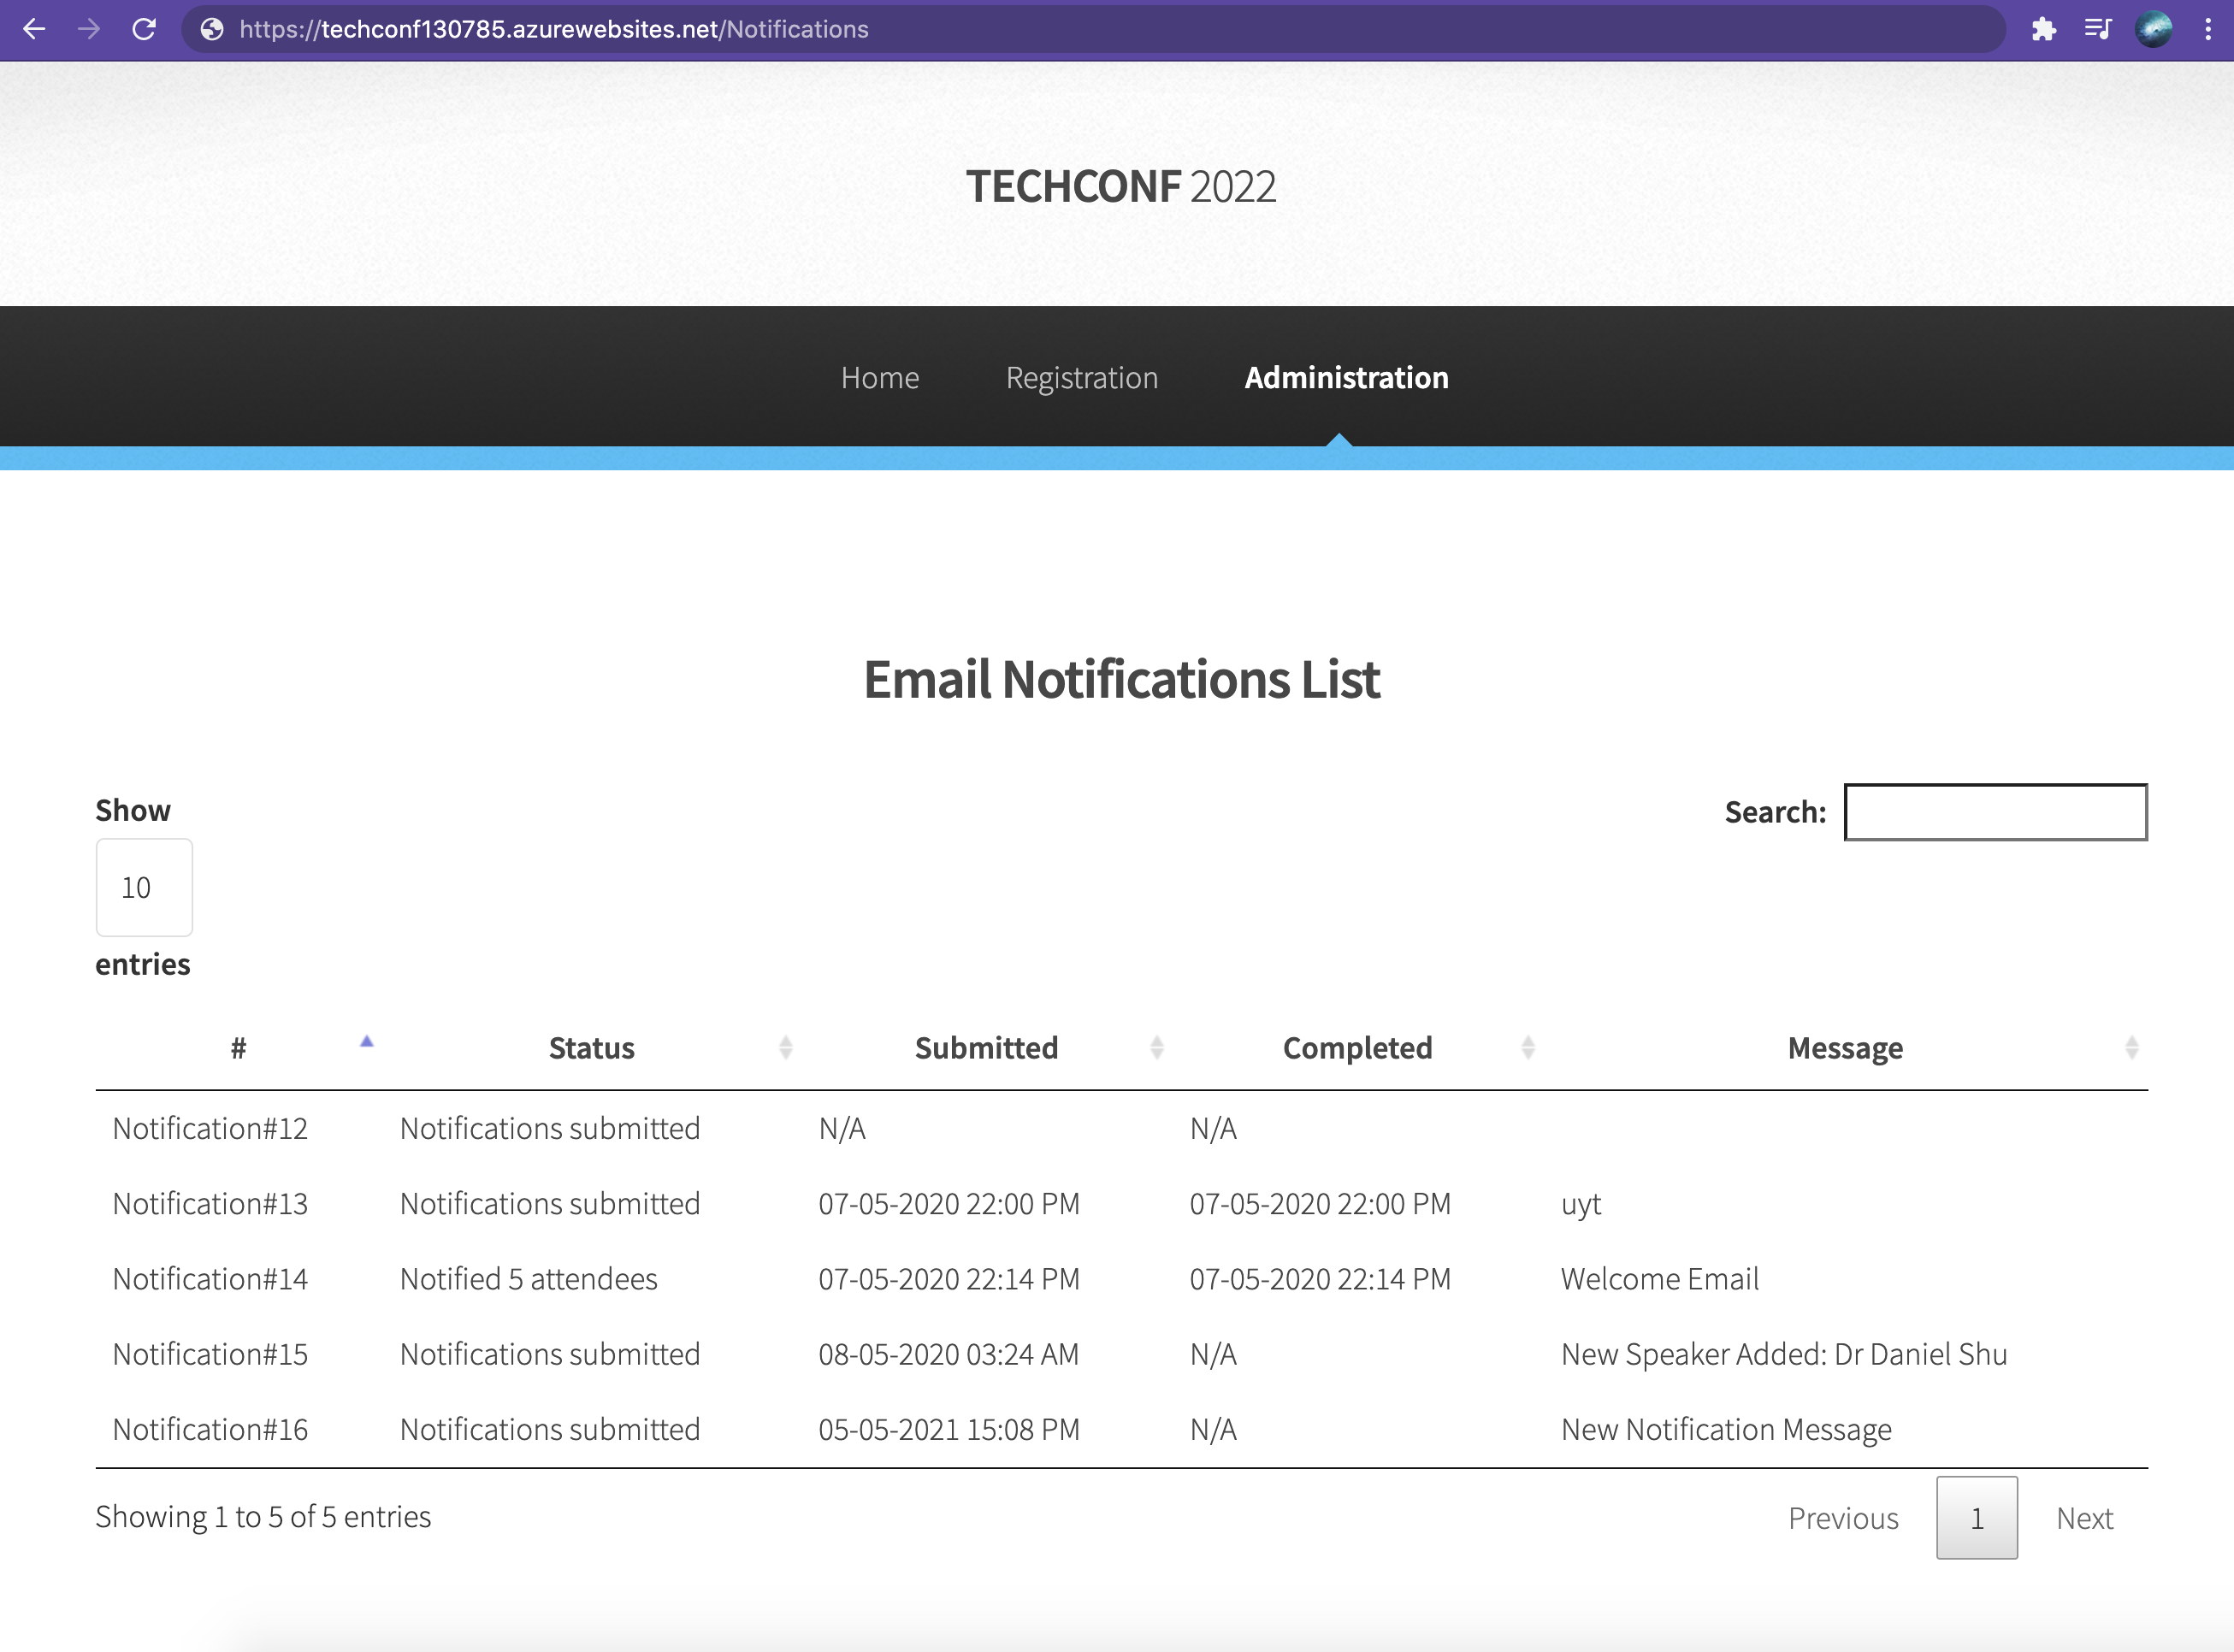 https://techconf130785.azurewebsites.net/Notifications
TECHCONF 2022
Home Registration Administration
Email Notifications List
Show
10
entries
Search:
# Status Submitted Completed Message
Notification#12 Notifications submitted N/A N/A
Notification#13 Notifications submitted 07-05-2020 22:00 PM 07-05-2020 22:00 PM uyt
Notification#14 Notified 5 attendees 07-05-2020 22:14 PM 07-05-2020 22:14 PM Welcome Email
Notification#15 Notifications submitted 08-05-2020 03:24 AM N/A New Speaker Added: Dr Daniel Shu
Notification#16 Notifications submitted 05-05-2021 15:08 PM N/A New Notification Message
Showing 1 to 5 of 5 entries
Previous 1 Next